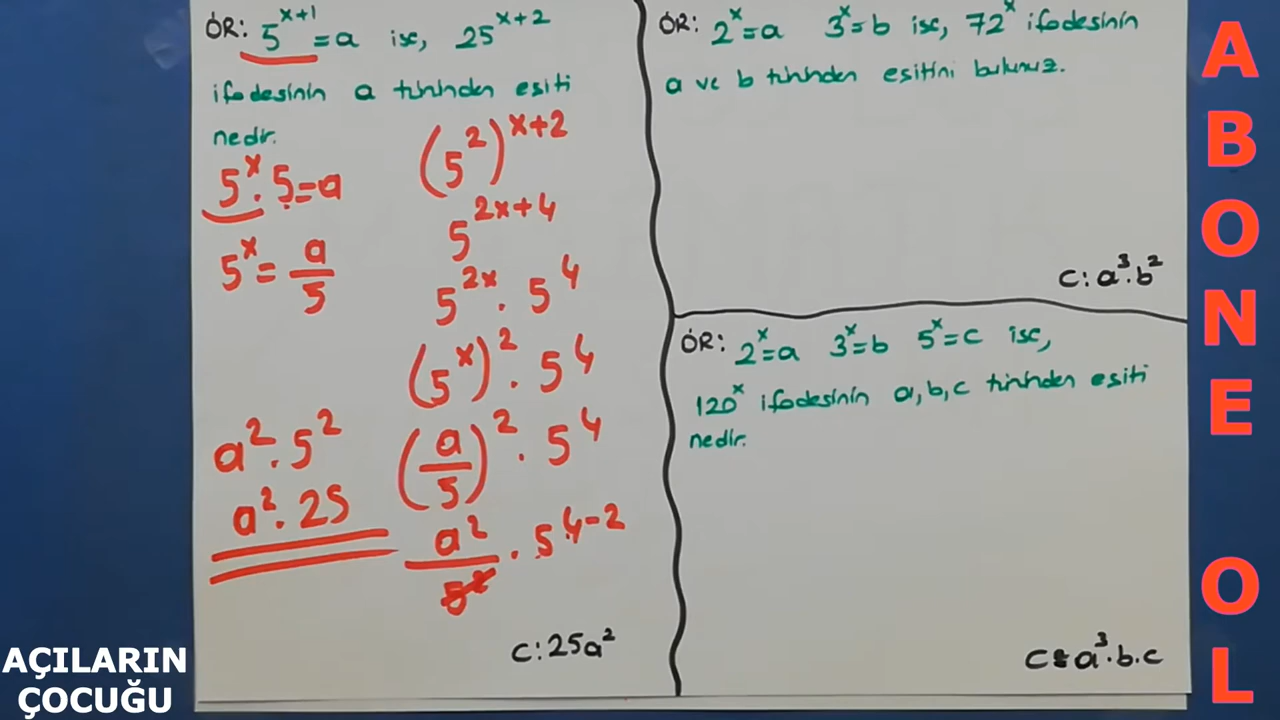 ÖR: 5^{x+1} = a ise, 25^{x+2}
ifadesinin a türünden eşiti
nedir.
5^x . 5 = a
5^x = a/5
(5^2)^{x+2}
5^{2x+4}
5^{2x} . 5^4
(5^x)^2 . 5^4
(a/5)^2 . 5^4
a^2/5^2 . 5^{4-2}
a^2 . 5^2
a^2 . 25
C: 25a^2
ÖR: 2^x = a 3^x = b ise, 72^x ifadesinin
a ve b türünden eşitini bulunuz.
C: a^3 . b^2
ÖR: 2^x = a 3^x = b 5^x = c ise,
120^x ifadesinin a, b, c türünden eşiti
nedir.
C: a^3 . b . c
AÇILARIN
ÇOCUĞU
ABONE
OL